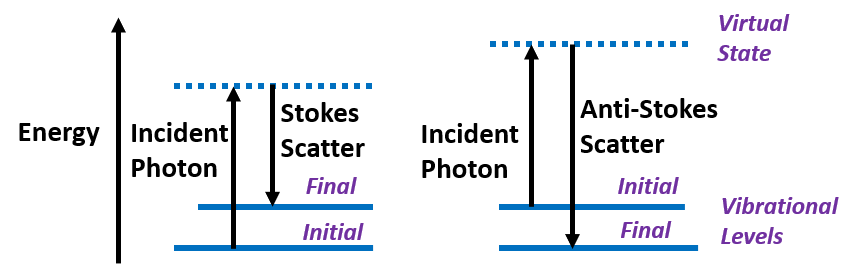 Energy
Incident
Photon
Stokes
Scatter
Final
Initial
Incident
Photon
Anti-Stokes
Scatter
Initial
Final
Virtual
State
Vibrational
Levels